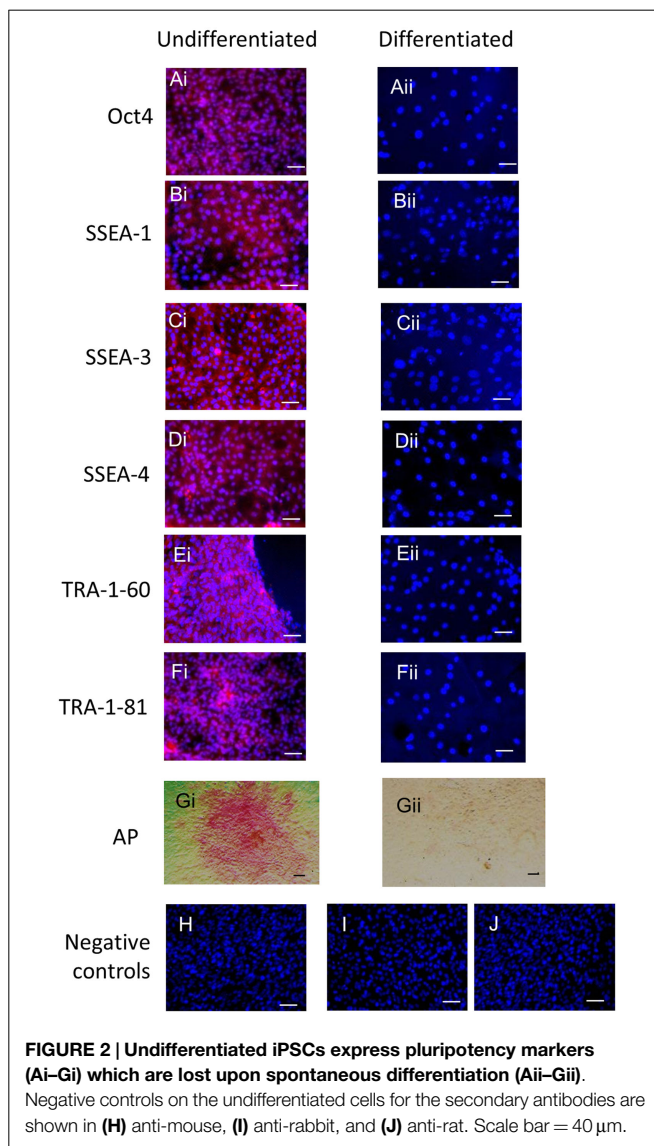 Undifferentiated Differentiated
Oct4 Ai Aii
SSEA-1 Bi Bii
SSEA-3 Ci Cii
SSEA-4 Di Dii
TRA-1-60 Ei Eii
TRA-1-81 Fi Fii
AP Gi Gii
Negative controls H I J
FIGURE 2 | Undifferentiated iPSCs express pluripotency markers
(Ai–Gi) which are lost upon spontaneous differentiation (Aii–Gii).
Negative controls on the undifferentiated cells for the secondary antibodies are
shown in (H) anti-mouse, (I) anti-rabbit, and (J) anti-rat. Scale bar = 40 μm.